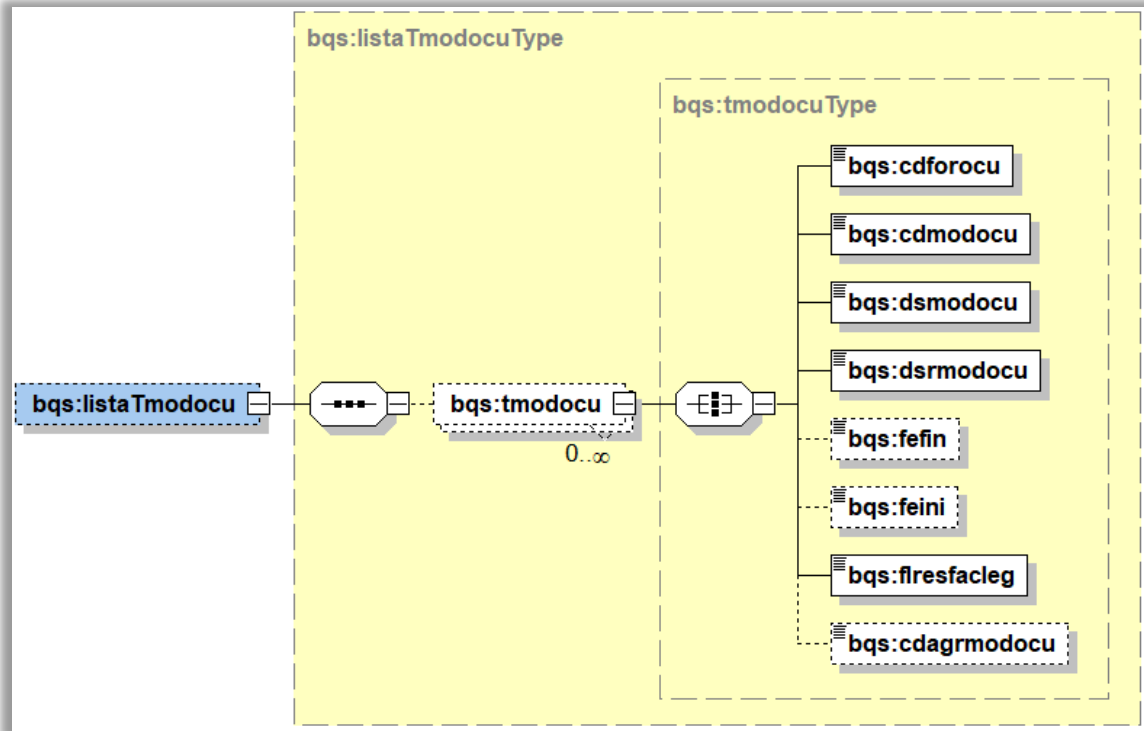 bqs:listaTmodocuType
bqs:tmodocuType
bqs:cdforocu
bqs:cdmodocu
bqs:dsmodocu
bqs:dsrmodocu
bqs:listaTmodocu
bqs:tmodocu
0..∞
bqs:fefin
bqs:feini
bqs:flresfacleg
bqs:cdagrmodocu